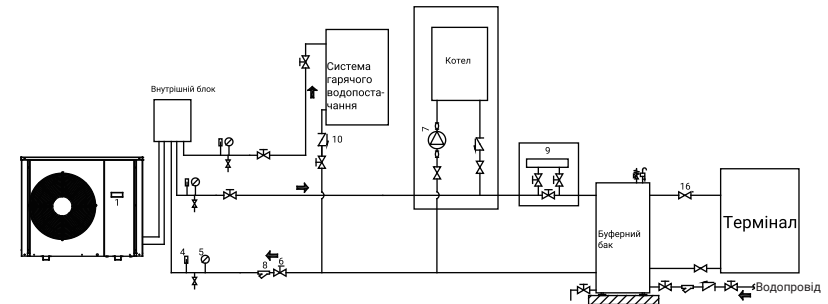 Система
гарячого
водопоста-
чання
Котел
Внутрішній блок
7
10
9
1
16
Термінал
Буферний
бак
4
5
8
6
Водопровід